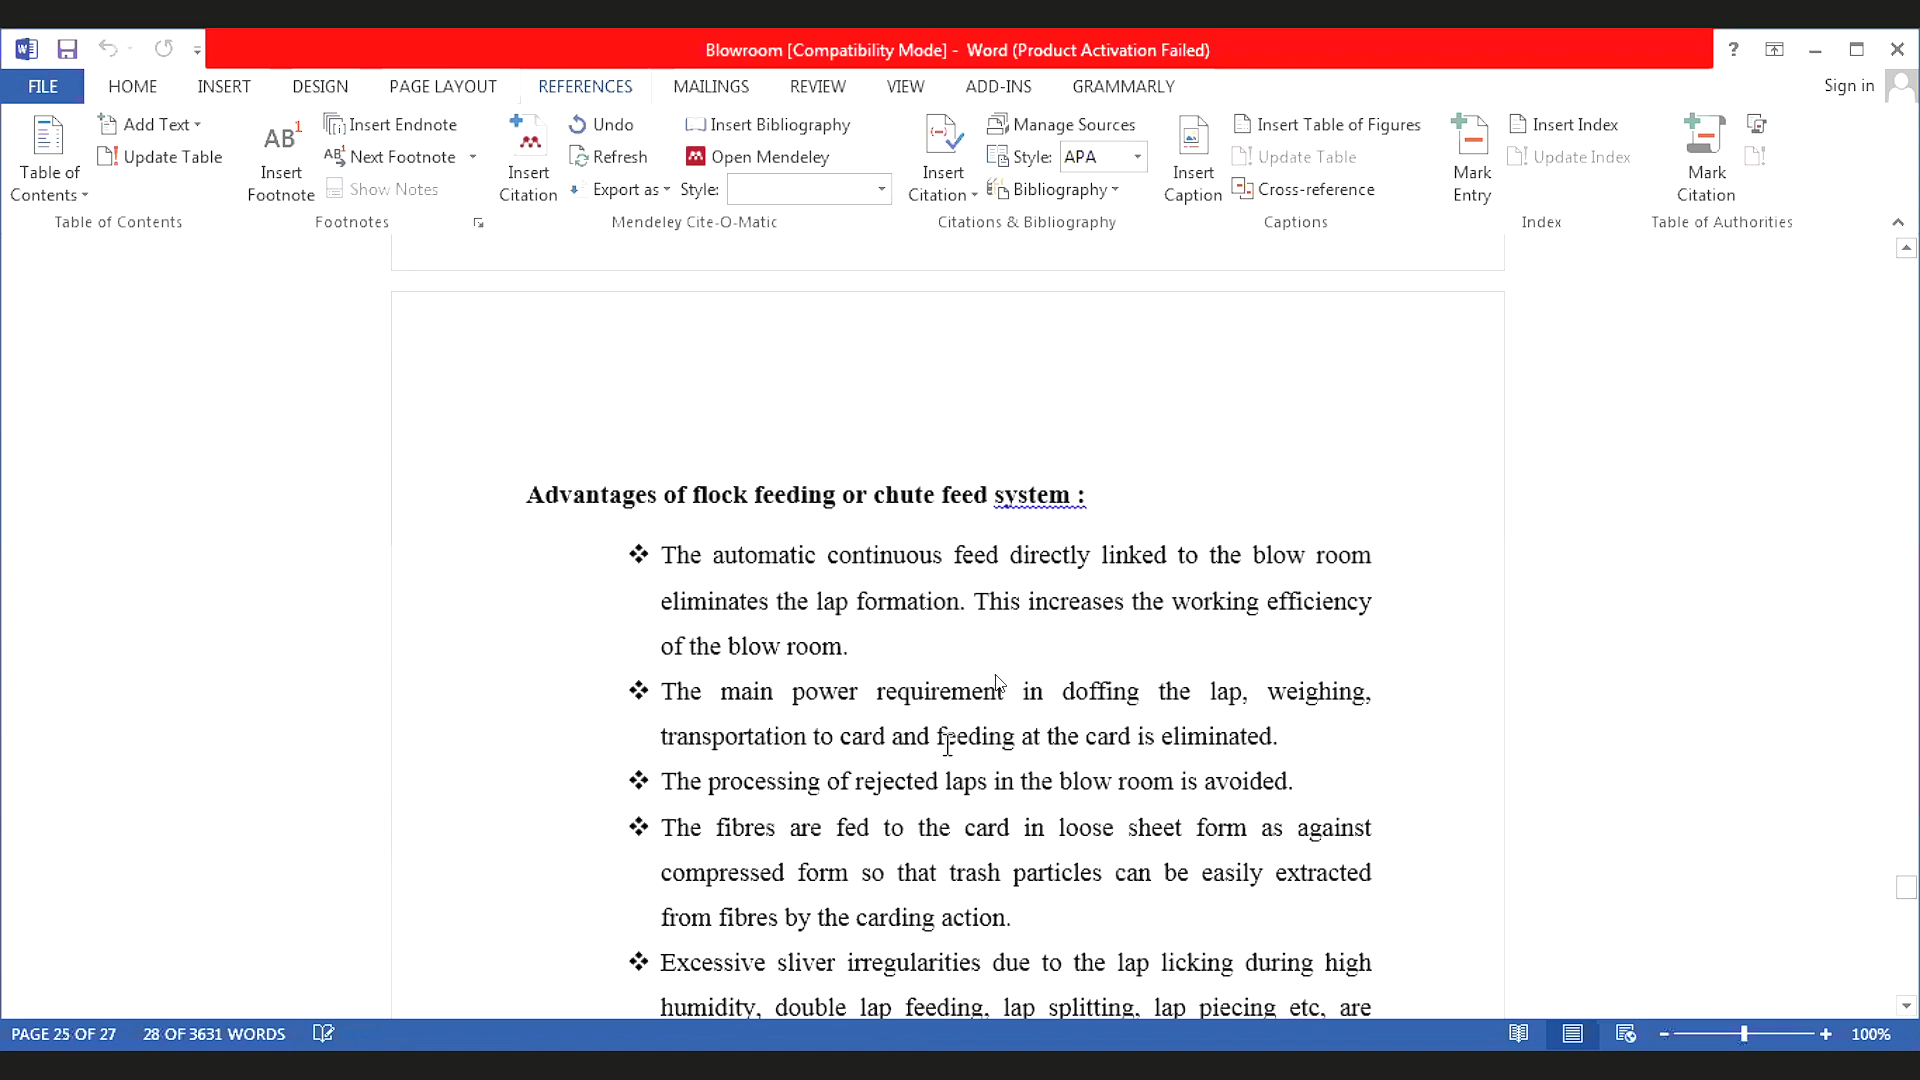 Blowroom [Compatibility Mode] - Word (Product Activation Failed)
?
FILE HOME INSERT DESIGN PAGE LAYOUT REFERENCES MAILINGS REVIEW VIEW ADD-INS GRAMMARLY Sign in
Table of Contents
Add Text
Update Table
Table of Contents
AB1
Insert Footnote
Insert Endnote
AB1 Next Footnote
Show Notes
Footnotes
Insert Citation
Undo
Refresh
Export as
Insert Bibliography
Open Mendeley
Style:
Mendeley Cite-O-Matic
Insert Citation
Manage Sources
Style: APA
Bibliography
Citations & Bibliography
Insert Caption
Insert Table of Figures
Update Table
Cross-reference
Captions
Mark Entry
Insert Index
Update Index
Index
Mark Citation
Table of Authorities
Advantages of flock feeding or chute feed system :
The automatic continuous feed directly linked to the blow room
eliminates the lap formation. This increases the working efficiency
of the blow room.
The main power requirement in doffing the lap, weighing,
transportation to card and feeding at the card is eliminated.
The processing of rejected laps in the blow room is avoided.
The fibres are fed to the card in loose sheet form as against
compressed form so that trash particles can be easily extracted
from fibres by the carding action.
Excessive sliver irregularities due to the lap licking during high
humidity, double lap feeding, lap splitting, lap piecing etc, are
PAGE 25 OF 27 28 OF 3631 WORDS 100%